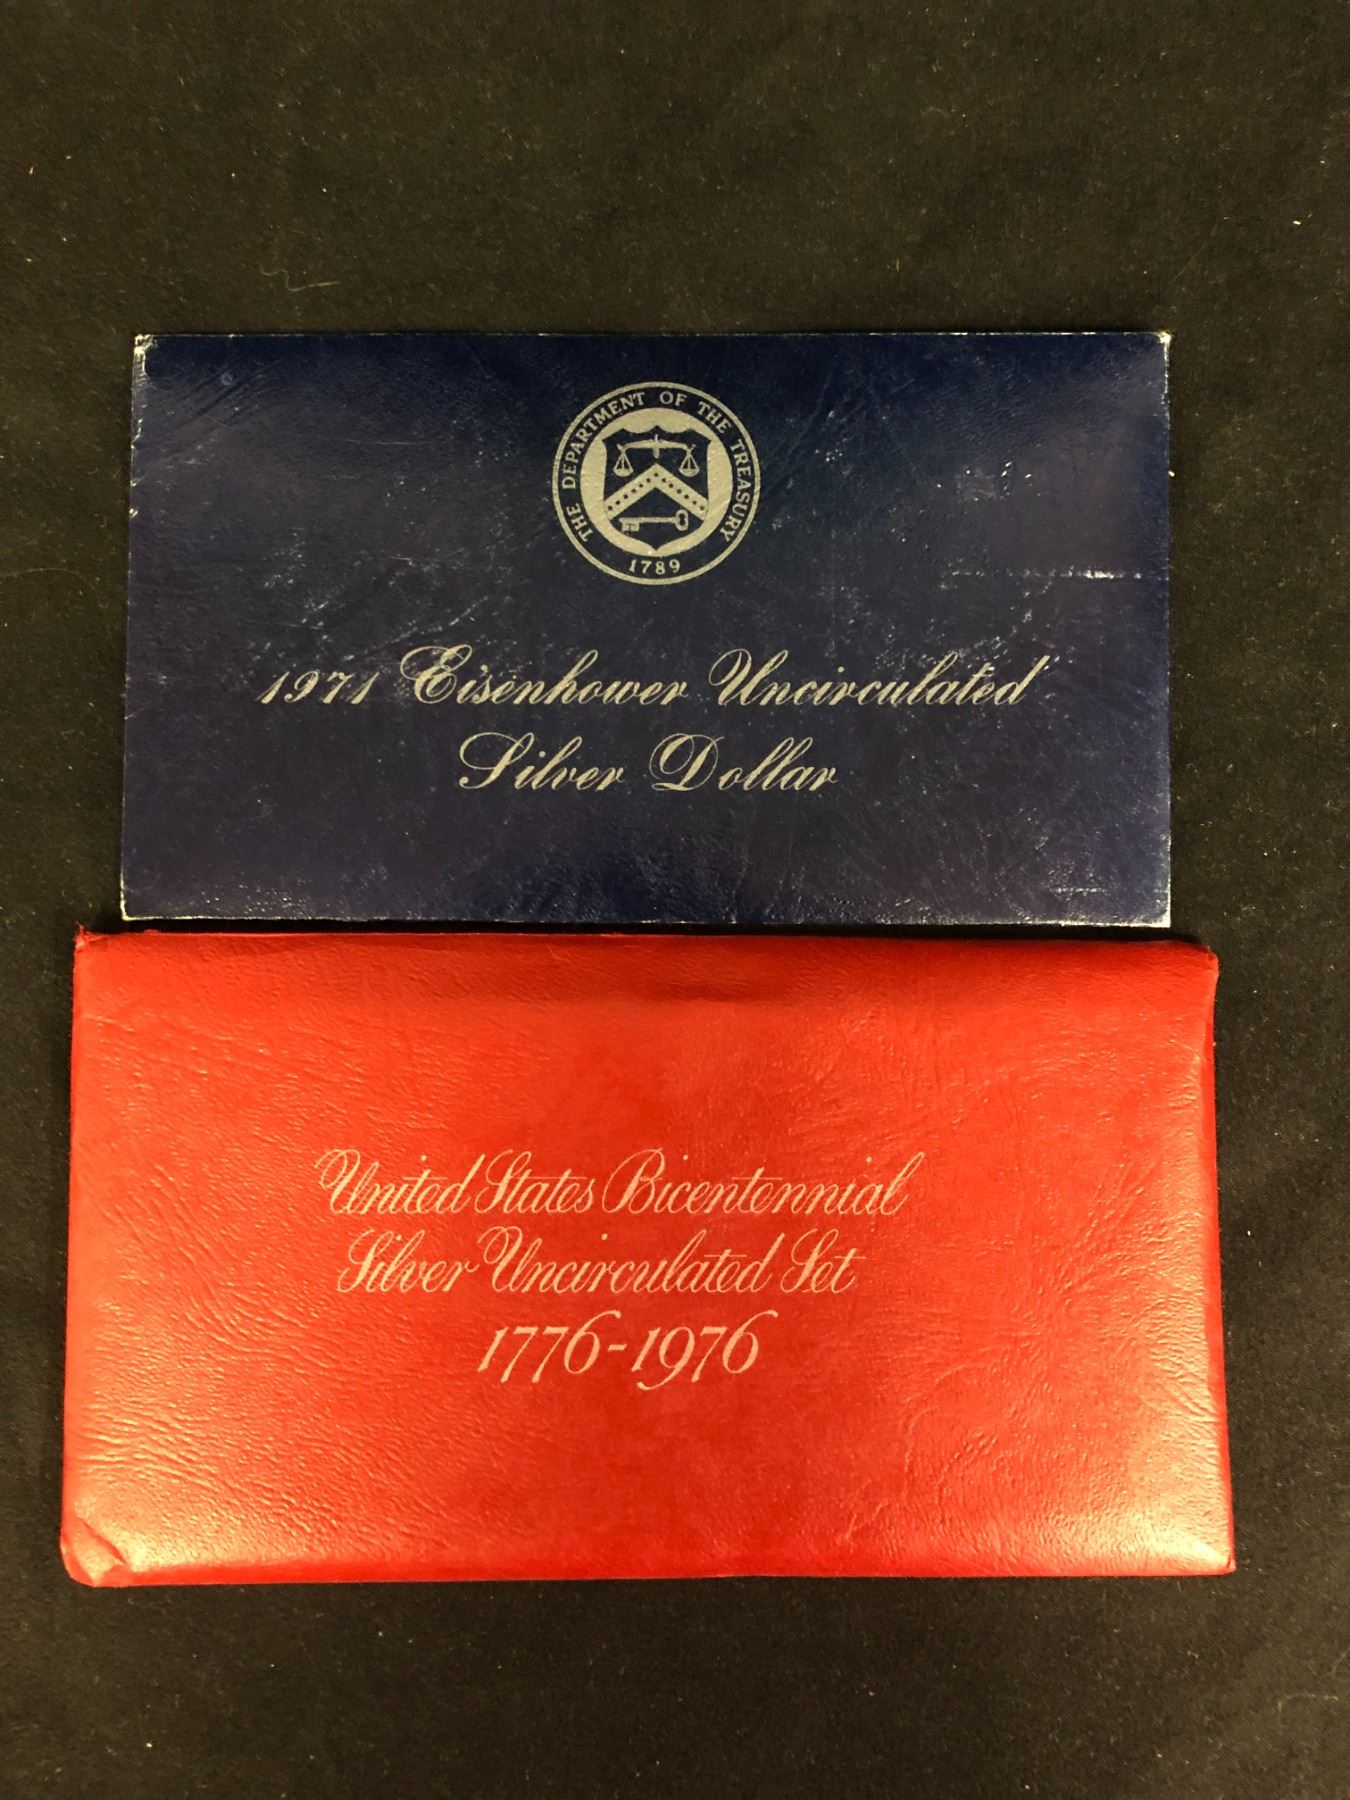 THE DEPARTMENT OF THE TREASURY
1789
1971 Eisenhower Uncirculated
Silver Dollar
United States Bicentennial
Silver Uncirculated Set
1776-1976